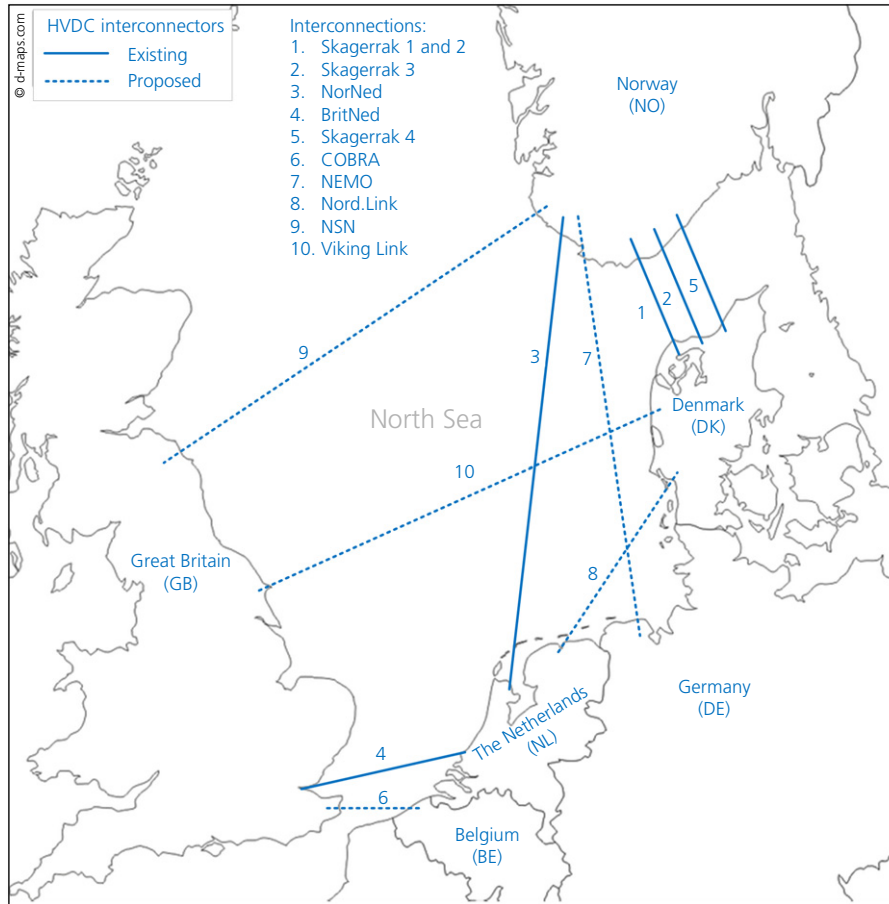 © d-maps.com
HVDC interconnectors
Existing
Proposed
Interconnections:
1. Skagerrak 1 and 2
2. Skagerrak 3
3. NorNed
4. BritNed
5. Skagerrak 4
6. COBRA
7. NEMO
8. Nord.Link
9. NSN
10. Viking Link
Norway
(NO)
5
2
1
9
3
7
Denmark
(DK)
North Sea
10
Great Britain
(GB)
8
Germany
(DE)
The Netherlands
(NL)
4
6
Belgium
(BE)